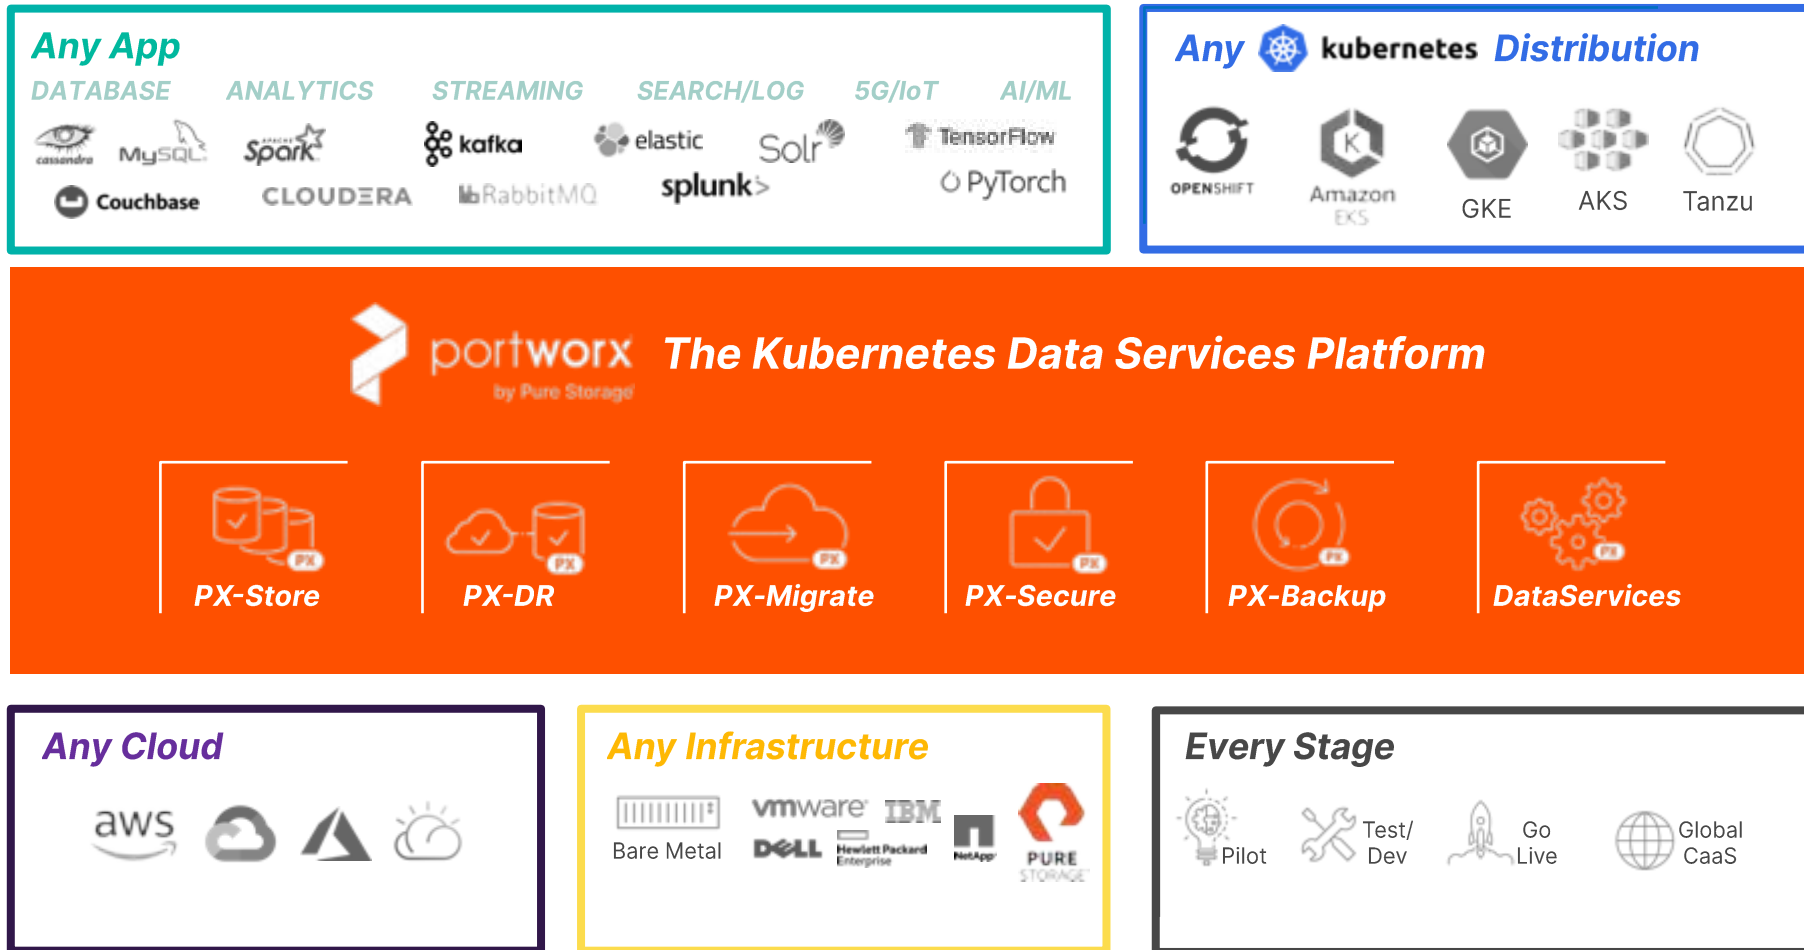 Any App
DATABASE ANALYTICS STREAMING SEARCH/LOG 5G/IoT AI/ML
cassandra MySQL APACHE Spark kafka elastic Solr TensorFlow
Couchbase CLOUDERA RabbitMQ splunk> PyTorch
Any kubernetes Distribution
OPENSHIFT Amazon EKS GKE AKS Tanzu
portworx The Kubernetes Data Services Platform
by Pure Storage
PX PX PX PX PX PX
PX-Store PX-DR PX-Migrate PX-Secure PX-Backup DataServices
Any Cloud
aws
Any Infrastructure
Bare Metal
vmware IBM
DELL Hewlett Packard Enterprise NetApp
PURE STORAGE
Every Stage
Pilot
Test/
Dev
Go
Live
Global
CaaS